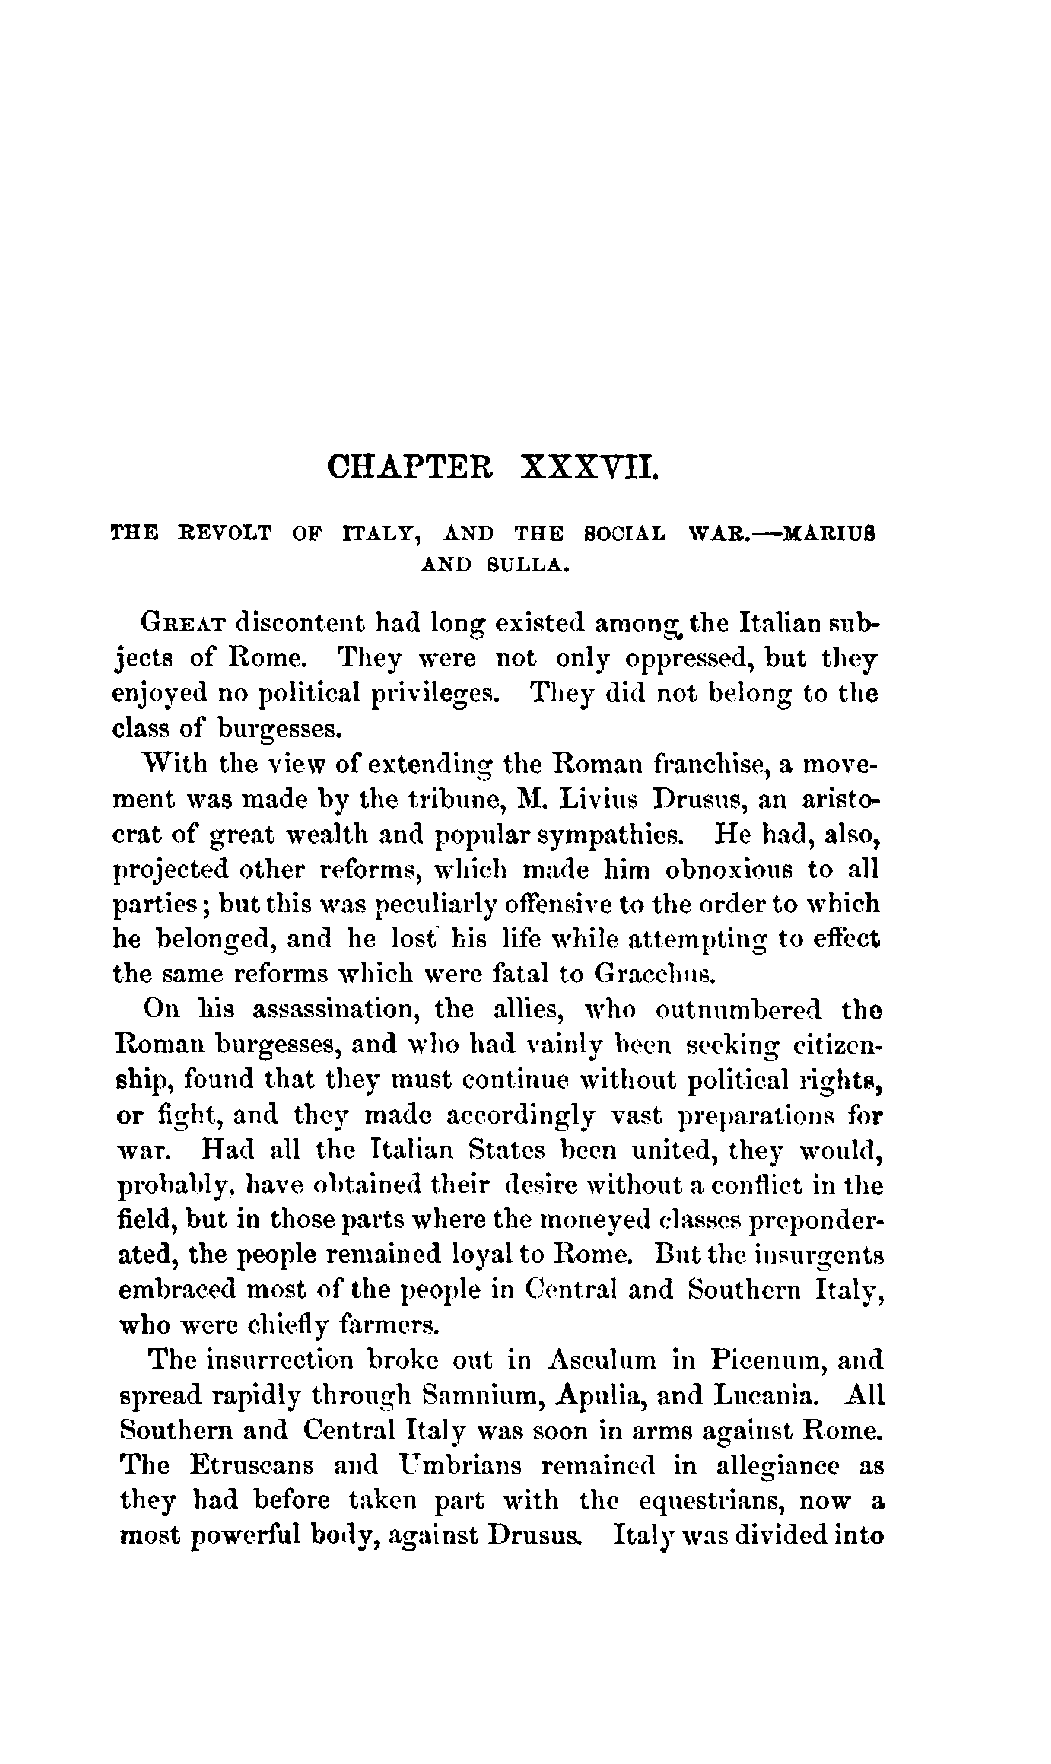 CHAPTER XXXVII.
THE REVOLT OF ITALY, AND THE SOCIAL WAR.—MARIUS
AND SULLA.
GREAT discontent had long existed among the Italian sub-
jects of Rome. They were not only oppressed, but they
enjoyed no political privileges. They did not belong to the
class of burgesses.
With the view of extending the Roman franchise, a move-
ment was made by the tribune, M. Livius Drusus, an aristo-
crat of great wealth and popular sympathies. He had, also,
projected other reforms, which made him obnoxious to all
parties; but this was peculiarly offensive to the order to which
he belonged, and he lost his life while attempting to effect
the same reforms which were fatal to Gracchus.
On his assassination, the allies, who outnumbered the
Roman burgesses, and who had vainly been seeking citizen-
ship, found that they must continue without political rights,
or fight, and they made accordingly vast preparations for
war. Had all the Italian States been united, they would,
probably, have obtained their desire without a conflict in the
field, but in those parts where the moneyed classes preponder-
ated, the people remained loyal to Rome. But the insurgents
embraced most of the people in Central and Southern Italy,
who were chiefly farmers.
The insurrection broke out in Asculum in Picenum, and
spread rapidly through Samnium, Apulia, and Lucania. All
Southern and Central Italy was soon in arms against Rome.
The Etruscans and Umbrians remained in allegiance as
they had before taken part with the equestrians, now a
most powerful body, against Drusus. Italy was divided into